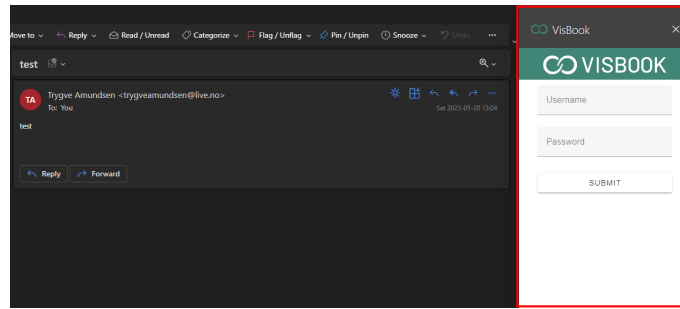 Move to Reply Read / Unread Categorize Flag / Unflag Pin / Unpin Snooze Undo ...
test
TA Trygve Amundsen <trygveamundsen@live.no>
To: You
Sat 2023-05-20 13:04
test
Reply Forward
VisBook
VISBOOK
Username
Password
SUBMIT